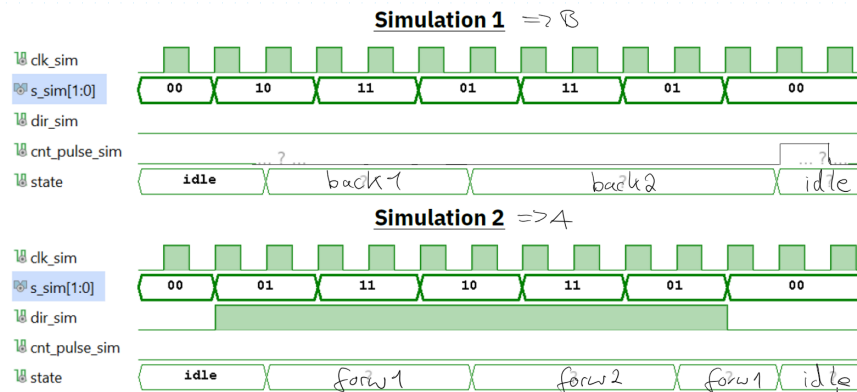 Simulation 1 => B
clk_sim
s_sim[1:0] 00 10 11 01 11 01 00
dir_sim
cnt_pulse_sim ... ? ... ... ? ...
state idle back1 back2 idle
Simulation 2 => A
clk_sim
s_sim[1:0] 00 01 11 10 11 01 00
dir_sim
cnt_pulse_sim
state idle forw1 forw2 forw1 idle